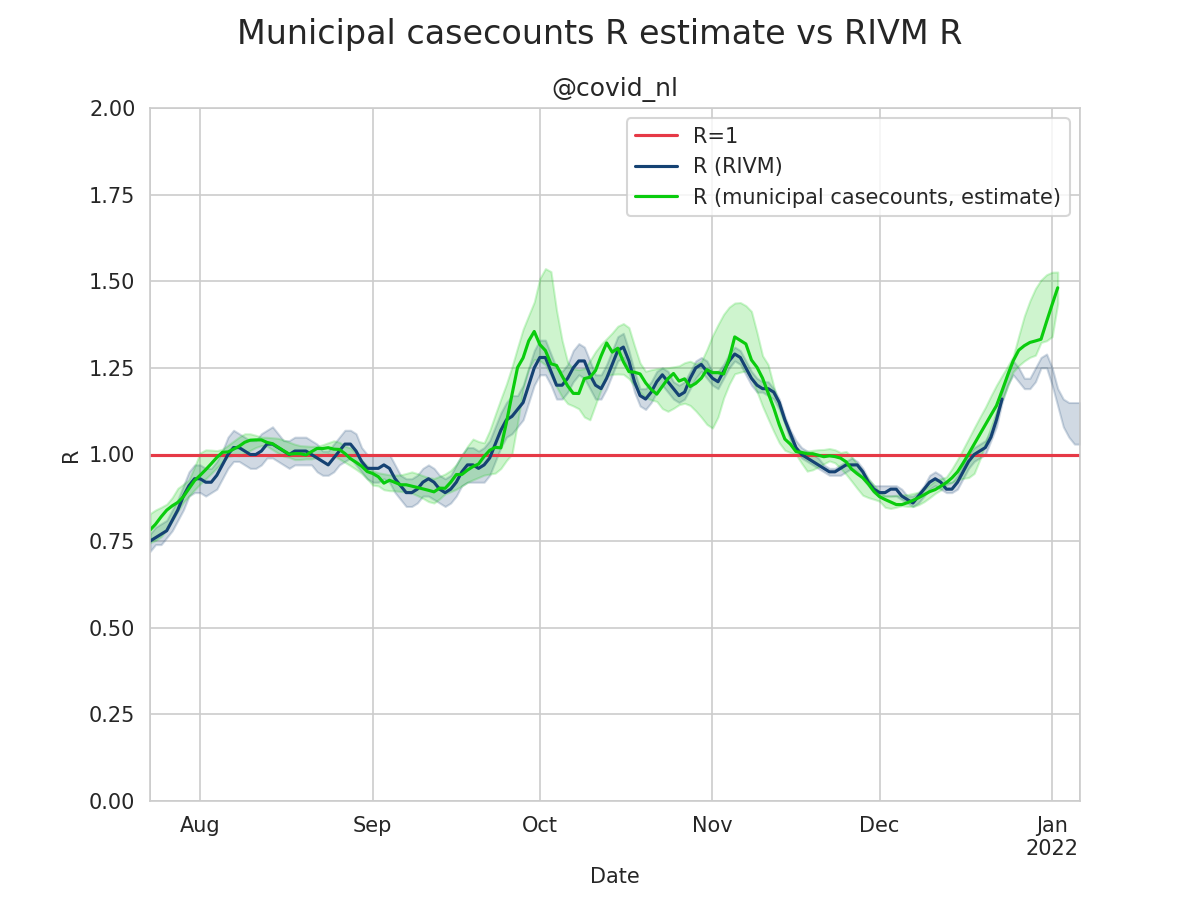 Municipal casecounts R estimate vs RIVM R
@covid_nl
R=1
R (RIVM)
R (municipal casecounts, estimate)
2.00
1.75
1.50
1.25
1.00
0.75
0.50
0.25
0.00
R
Aug Sep Oct Nov Dec Jan
2022
Date